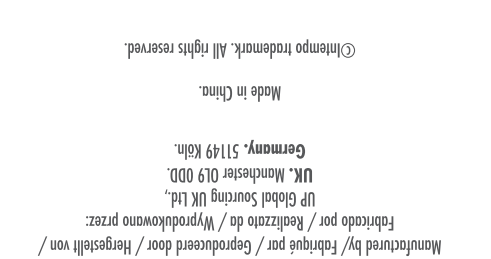 Manufactured by/ Fabriqué par / Geproduceerd door / Hergestellt von /
Fabricado por / Realizzato da / Wyprodukowano przez:
UP Global Sourcing UK Ltd.,
UK. Manchester OL9 0DD.
Germany. 51149 Köln.
Made in China.
©Intempo trademark. All rights reserved.